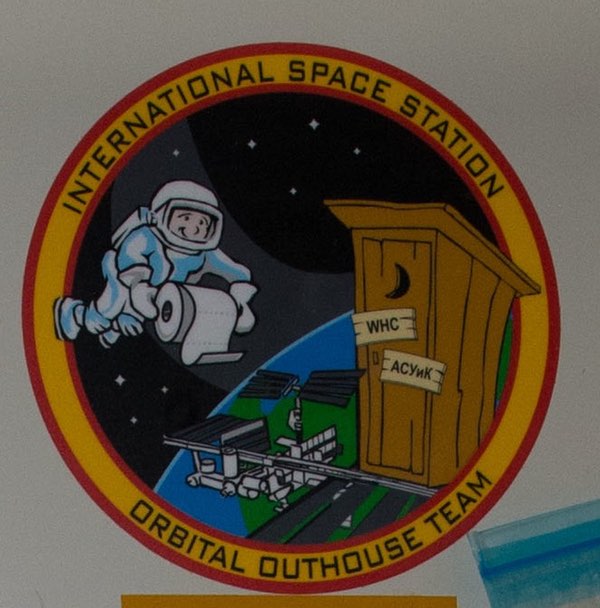 INTERNATIONAL SPACE STATION
WHC
АСУиК
ORBITAL OUTHOUSE TEAM